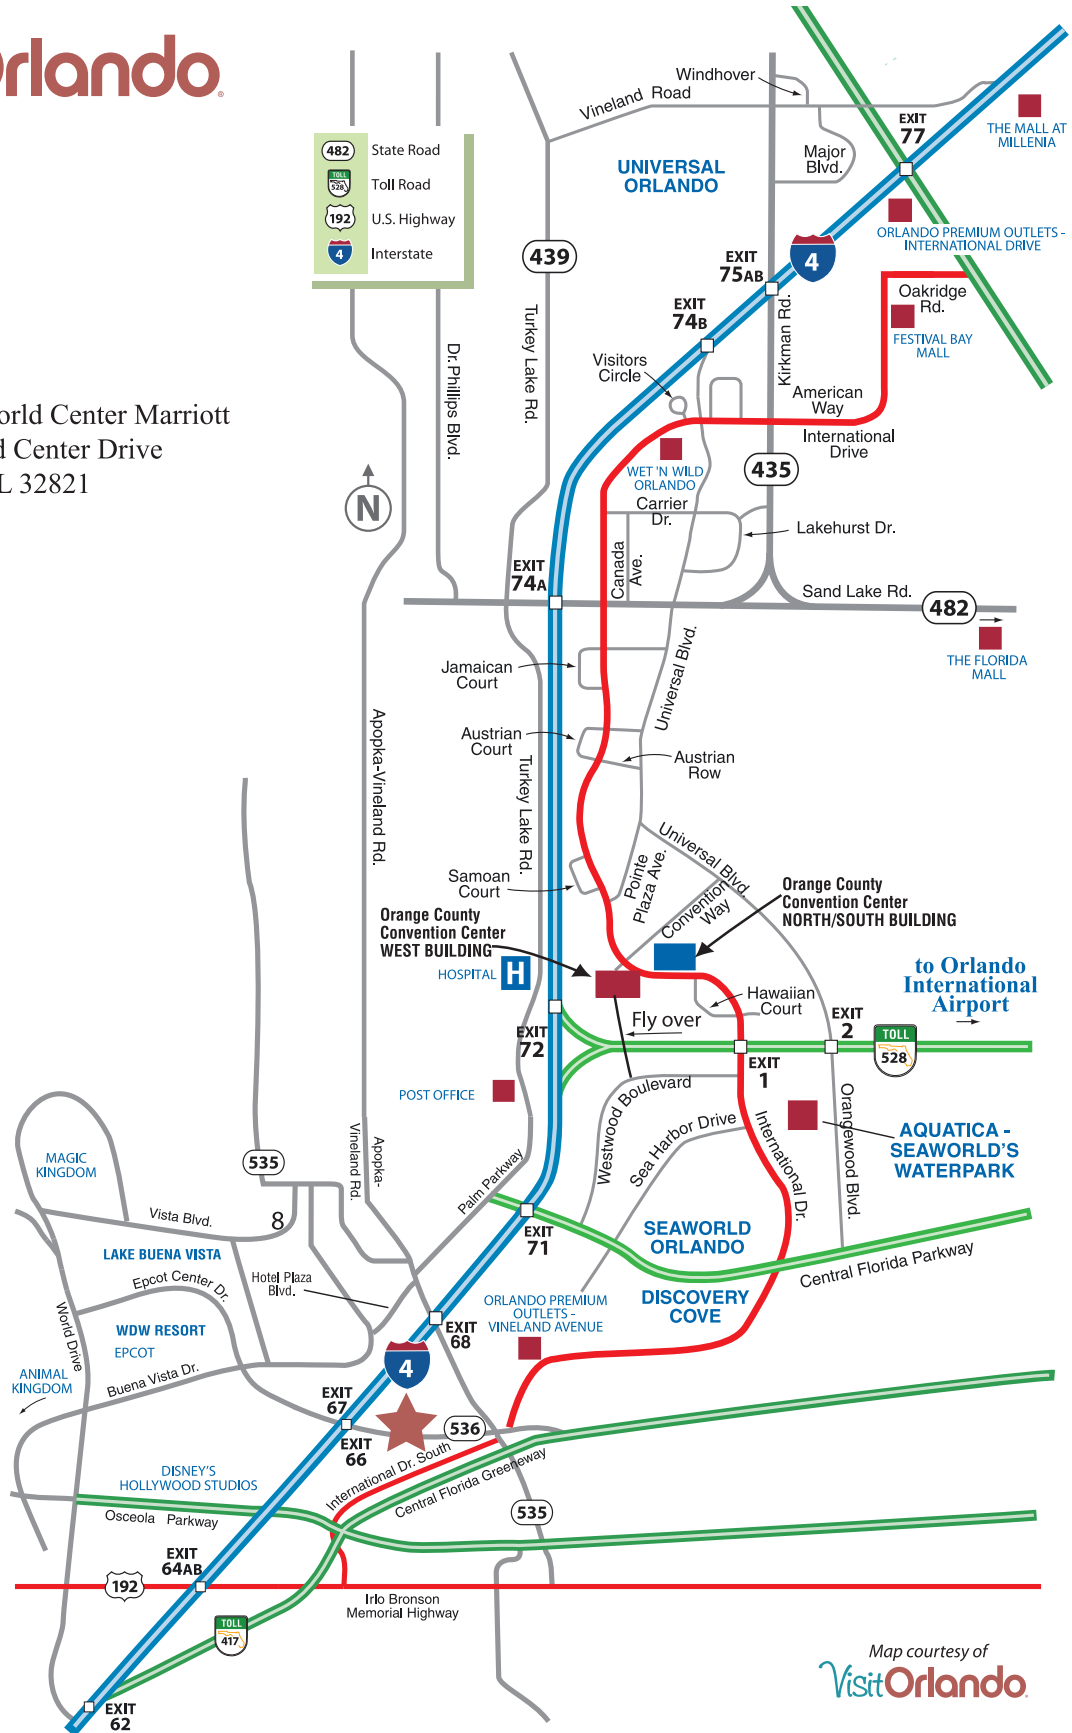 Orlando
orld Center Marriott
d Center Drive
L 32821
482 State Road
TOLL
528 Toll Road
192 U.S. Highway
4 Interstate
N
Windhover
Vineland Road
EXIT
77
THE MALL AT
MILLENIA
Major
Blvd.
UNIVERSAL
ORLANDO
ORLANDO PREMIUM OUTLETS -
INTERNATIONAL DRIVE
439
EXIT
75AB
4
Oakridge
Rd.
EXIT
74B
Kirkman Rd.
FESTIVAL BAY
MALL
Turkey Lake Rd.
Dr. Phillips Blvd.
Visitors
Circle
American
Way
International
Drive
WET 'N WILD
ORLANDO
435
Carrier
Dr.
Lakehurst Dr.
Canada
Ave.
EXIT
74A
Sand Lake Rd.
482
THE FLORIDA
MALL
Universal Blvd.
Jamaican
Court
Apopka-Vineland Rd.
Austrian
Court
Austrian
Row
Turkey Lake Rd.
Universal Blvd.
Pointe
Plaza Ave.
Samoan
Court
Convention
Way
Orange County
Convention Center
NORTH/SOUTH BUILDING
Orange County
Convention Center
WEST BUILDING
HOSPITAL
H
to Orlando
International
Airport
Hawaiian
Court
Fly over
EXIT
2
TOLL
528
EXIT
72
EXIT
1
POST OFFICE
Westwood Boulevard
Sea Harbor Drive
International Dr.
Orangewood Blvd.
AQUATICA -
SEAWORLD'S
WATERPARK
Apopka-
Vineland Rd.
MAGIC
KINGDOM
535
Palm Parkway
Vista Blvd.
8
EXIT
71
SEAWORLD
ORLANDO
Central Florida Parkway
LAKE BUENA VISTA
Epcot Center Dr.
Hotel Plaza
Blvd.
DISCOVERY
COVE
ORLANDO PREMIUM
OUTLETS -
VINELAND AVENUE
World Drive
WDW RESORT
EPCOT
EXIT
68
4
ANIMAL
KINGDOM
Buena Vista Dr.
EXIT
67
536
EXIT
66
International Dr. South
Central Florida Greeneway
DISNEY'S
HOLLYWOOD STUDIOS
Osceola Parkway
535
EXIT
64AB
192
Irlo Bronson
Memorial Highway
TOLL
417
EXIT
62
Map courtesy of
VisitOrlando